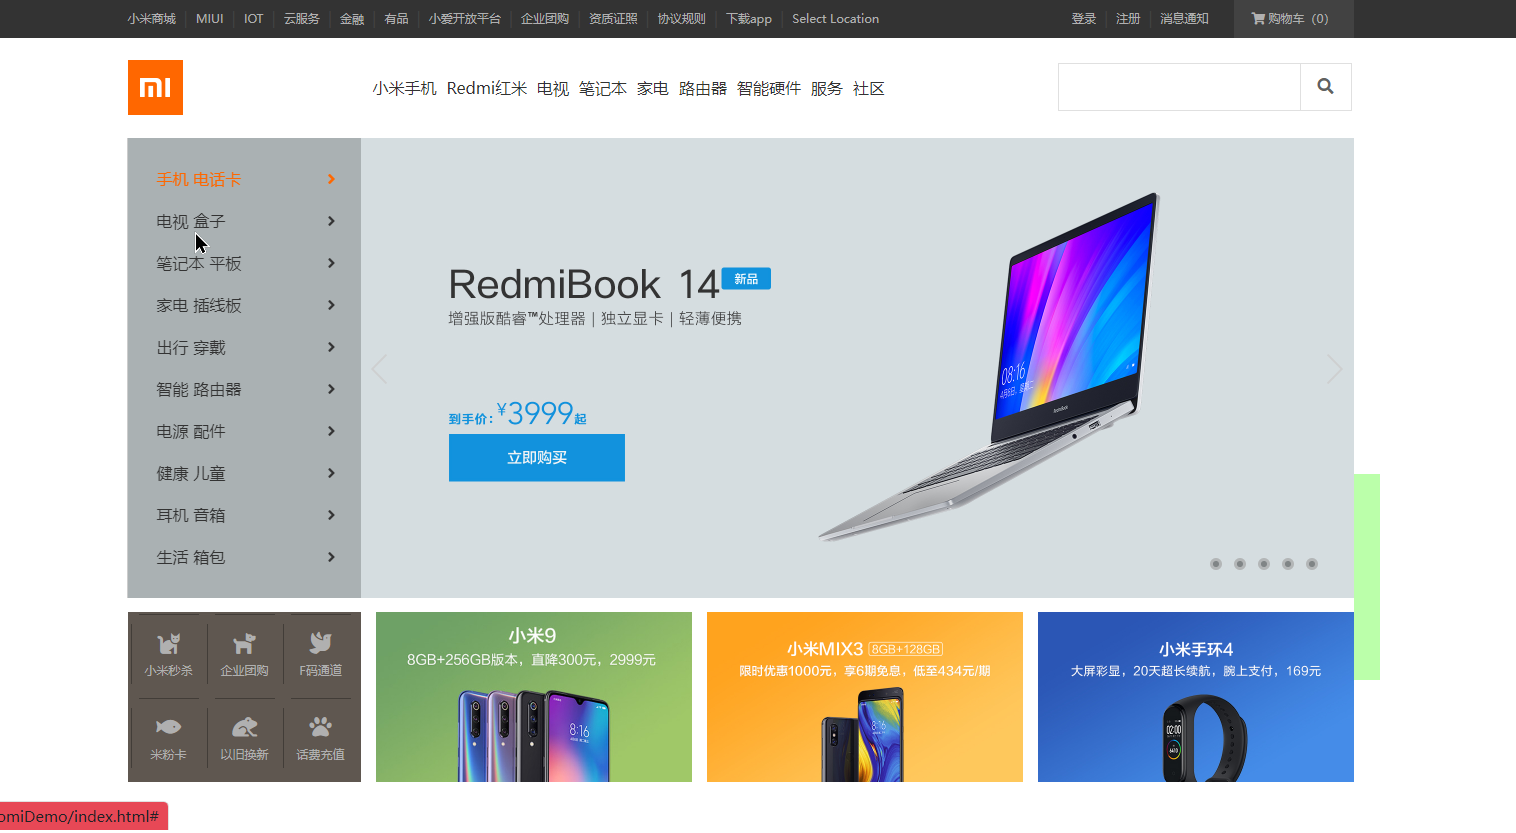 小米商城 MIUI IOT 云服务 金融 有品 小爱开放平台 企业团购 资质证照 协议规则 下载app Select Location 登录 注册 消息通知 购物车（0）
小米手机 Redmi红米 电视 笔记本 家电 路由器 智能硬件 服务 社区
手机 电话卡
电视 盒子
笔记本 平板
家电 插线板
出行 穿戴
智能 路由器
电源 配件
健康 儿童
耳机 音箱
生活 箱包
RedmiBook 14 新品
增强版酷睿™处理器 | 独立显卡 | 轻薄便携
到手价：¥3999起
立即购买
08:16
小米秒杀 企业团购 F码通道
米粉卡 以旧换新 话费充值
小米9
8GB+256GB版本，直降300元，2999元
8:16
小米MIX3 8GB+128GB
限时优惠1000元，享6期免息，低至434元/期
8:16
小米手环4
大屏彩显，20天超长续航，腕上支付，169元
02:00
omiDemo/index.html#